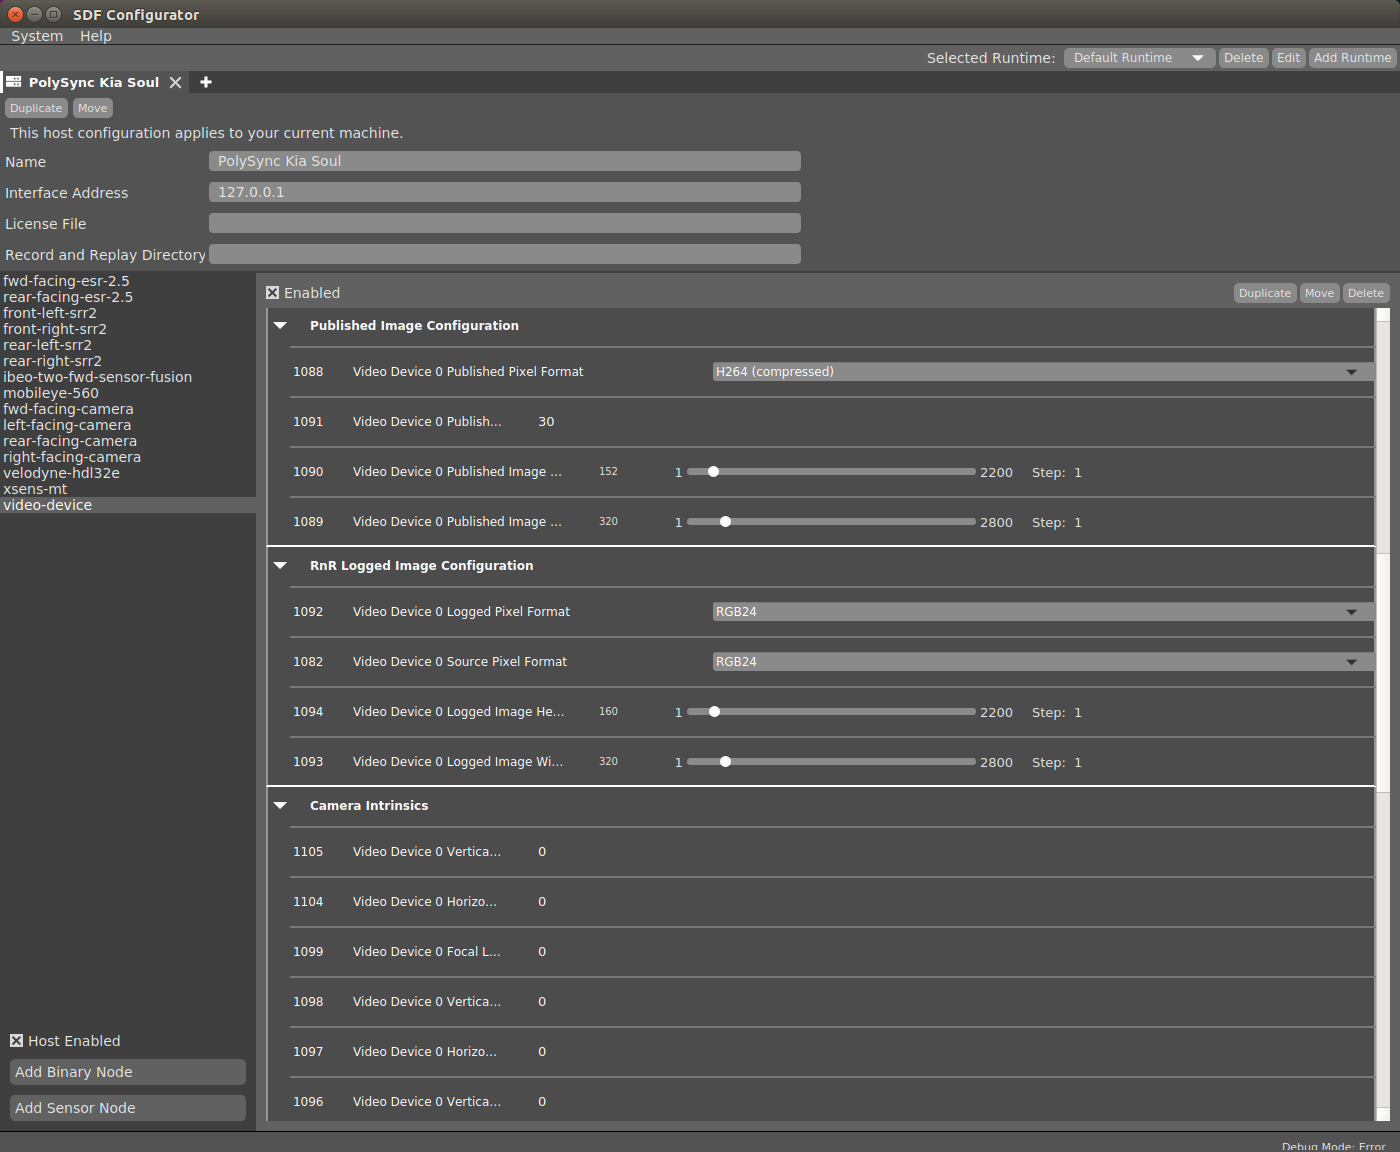 SDF Configurator
System Help
Selected Runtime: Default Runtime Delete Edit Add Runtime
PolySync Kia Soul
Duplicate Move
This host configuration applies to your current machine.
Name PolySync Kia Soul
Interface Address 127.0.0.1
License File
Record and Replay Directory
fwd-facing-esr-2.5
rear-facing-esr-2.5
front-left-srr2
front-right-srr2
rear-left-srr2
rear-right-srr2
ibeo-two-fwd-sensor-fusion
mobileye-560
fwd-facing-camera
left-facing-camera
rear-facing-camera
right-facing-camera
velodyne-hdl32e
xsens-mt
video-device
Host Enabled
Add Binary Node
Add Sensor Node
Enabled Duplicate Move Delete
Published Image Configuration
1088 Video Device 0 Published Pixel Format H264 (compressed)
1091 Video Device 0 Publish... 30
1090 Video Device 0 Published Image ... 152 1 2200 Step: 1
1089 Video Device 0 Published Image ... 320 1 2800 Step: 1
RnR Logged Image Configuration
1092 Video Device 0 Logged Pixel Format RGB24
1082 Video Device 0 Source Pixel Format RGB24
1094 Video Device 0 Logged Image He... 160 1 2200 Step: 1
1093 Video Device 0 Logged Image Wi... 320 1 2800 Step: 1
Camera Intrinsics
1105 Video Device 0 Vertica... 0
1104 Video Device 0 Horizo... 0
1099 Video Device 0 Focal L... 0
1098 Video Device 0 Vertica... 0
1097 Video Device 0 Horizo... 0
1096 Video Device 0 Vertica... 0
Debug Mode: Error